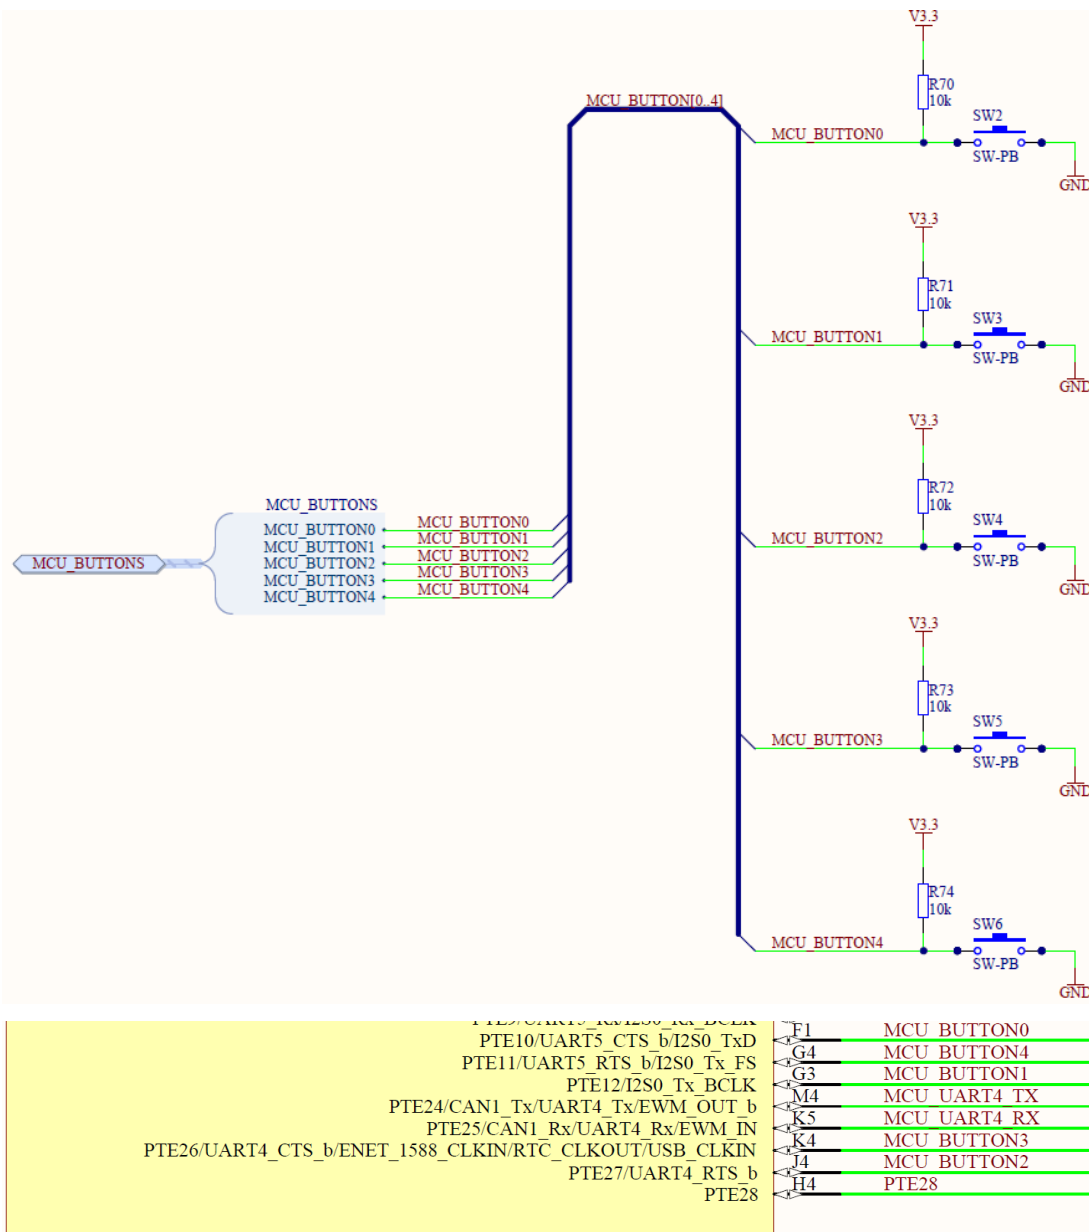 V3.3
R70
10k
MCU_BUTTON[0..4]
SW2
MCU_BUTTON0
SW-PB
GND
V3.3
R71
10k
SW3
MCU_BUTTON1
SW-PB
GND
V3.3
R72
10k
MCU_BUTTONS
SW4
MCU_BUTTON0 MCU_BUTTON0
MCU_BUTTON1 MCU_BUTTON1
MCU_BUTTON2
SW-PB
MCU_BUTTONS
MCU_BUTTON2 MCU_BUTTON2
MCU_BUTTON3 MCU_BUTTON3
MCU_BUTTON4 MCU_BUTTON4
GND
V3.3
R73
10k
SW5
MCU_BUTTON3
SW-PB
GND
V3.3
R74
10k
SW6
MCU_BUTTON4
SW-PB
GND
PTE9/UART5_Rx/I2S0_Rx_BCLK
PTE10/UART5_CTS_b/I2S0_TxD F1 MCU_BUTTON0
PTE11/UART5_RTS_b/I2S0_Tx_FS G4 MCU_BUTTON4
PTE12/I2S0_Tx_BCLK G3 MCU_BUTTON1
PTE24/CAN1_Tx/UART4_Tx/EWM_OUT_b M4 MCU_UART4_TX
PTE25/CAN1_Rx/UART4_Rx/EWM_IN K5 MCU_UART4_RX
PTE26/UART4_CTS_b/ENET_1588_CLKIN/RTC_CLKOUT/USB_CLKIN K4 MCU_BUTTON3
PTE27/UART4_RTS_b J4 MCU_BUTTON2
PTE28 H4 PTE28